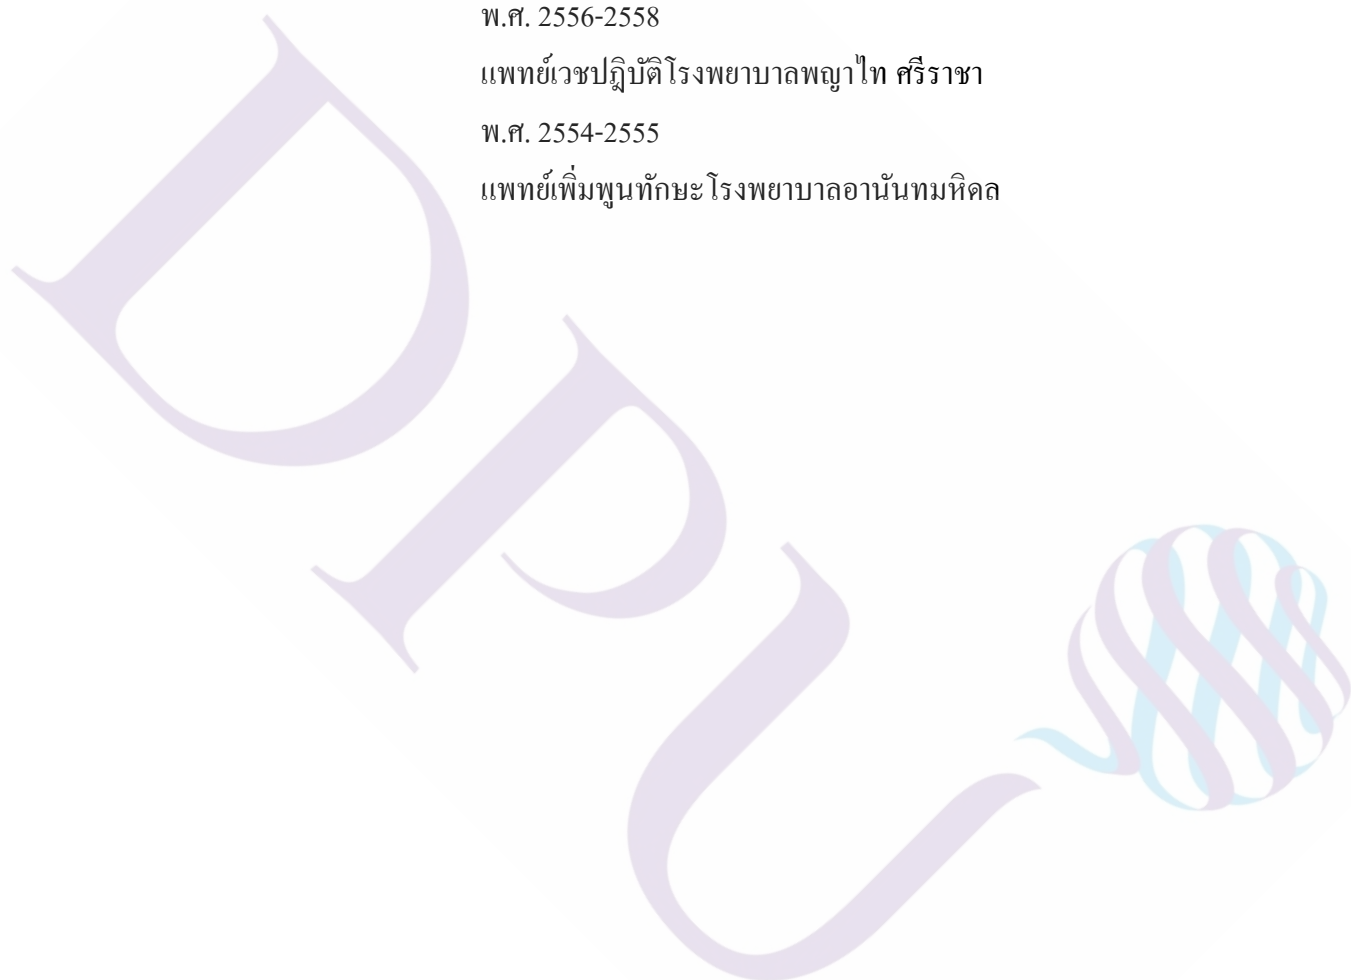 พ.ศ. 2556-2558
แพทย์เวชปฎิบัติโรงพยาบาลพญาไท ศรีราชา
พ.ศ. 2554-2555
แพทย์เพิ่มพูนทักษะโรงพยาบาลอานันทมหิดล
DPU